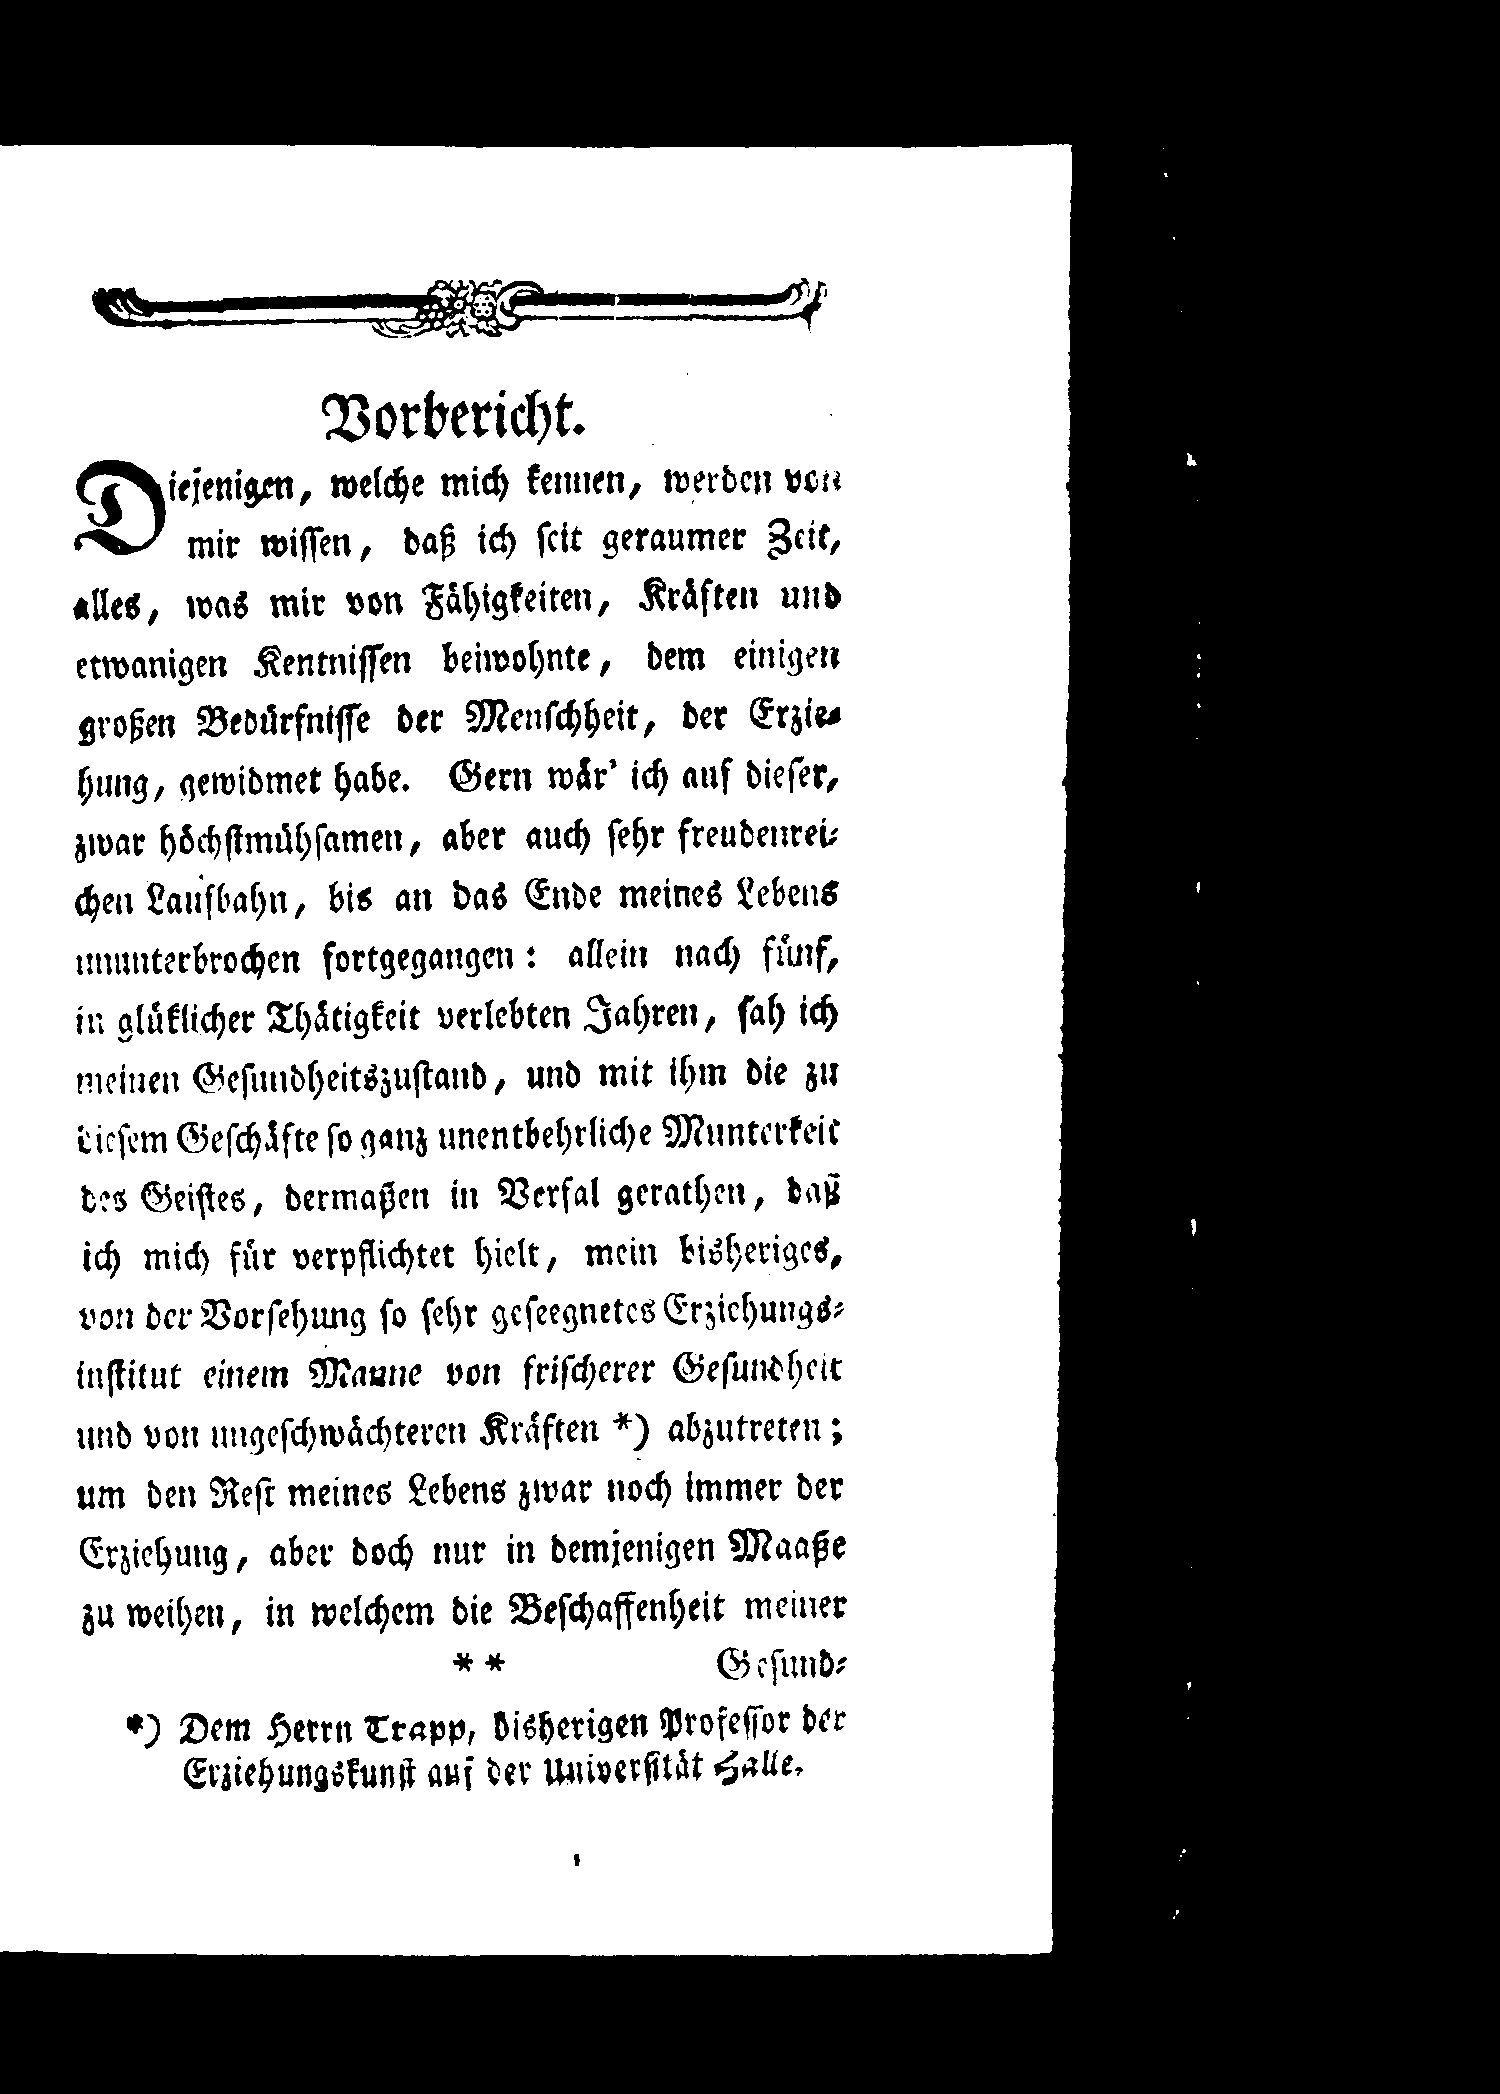 Vorbericht.
Diejenigen, welche mich kennen, werden von
mir wiſſen, daß ich ſeit geraumer Zeit,
alles, was mir von Fähigkeiten, Kräften und
etwanigen Kentniſſen beiwohnte, dem einigen
großen Bedürfniſſe der Menſchheit, der Erzie-
hung, gewidmet habe. Gern wär' ich auf dieſer,
zwar höchſtmühſamen, aber auch ſehr freudenrei-
chen Laufbahn, bis an das Ende meines Lebens
ununterbrochen fortgegangen: allein nach fünf,
in glüklicher Thätigkeit verlebten Jahren, ſah ich
meinen Geſundheitszuſtand, und mit ihm die zu
dieſem Geſchäfte ſo ganz unentbehrliche Munterkeit
des Geiſtes, dermaßen in Verfal gerathen, daß
ich mich für verpflichtet hielt, mein bisheriges,
von der Vorſehung ſo ſehr geſeegnetes Erziehungs-
inſtitut einem Manne von friſcherer Geſundheit
und von ungeſchwächteren Kräften *) abzutreten;
um den Reſt meines Lebens zwar noch immer der
Erziehung, aber doch nur in demjenigen Maaße
zu weihen, in welchem die Beſchaffenheit meiner
* * Geſund-
*) Dem Herrn Trapp, bisherigen Profeſſor der
Erziehungskunſt auf der Univerſität Halle.